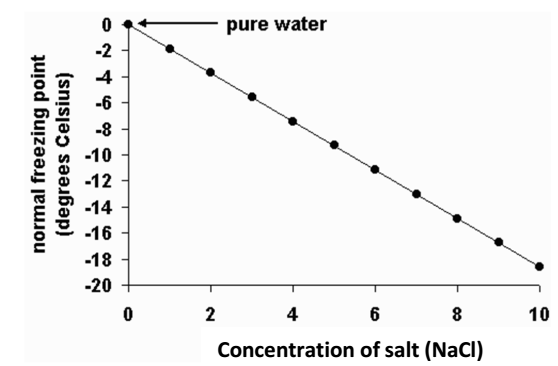 pure water
normal freezing point
(degrees Celsius)
0
-2
-4
-6
-8
-10
-12
-14
-16
-18
-20
0 2 4 6 8 10
Concentration of salt (NaCl)